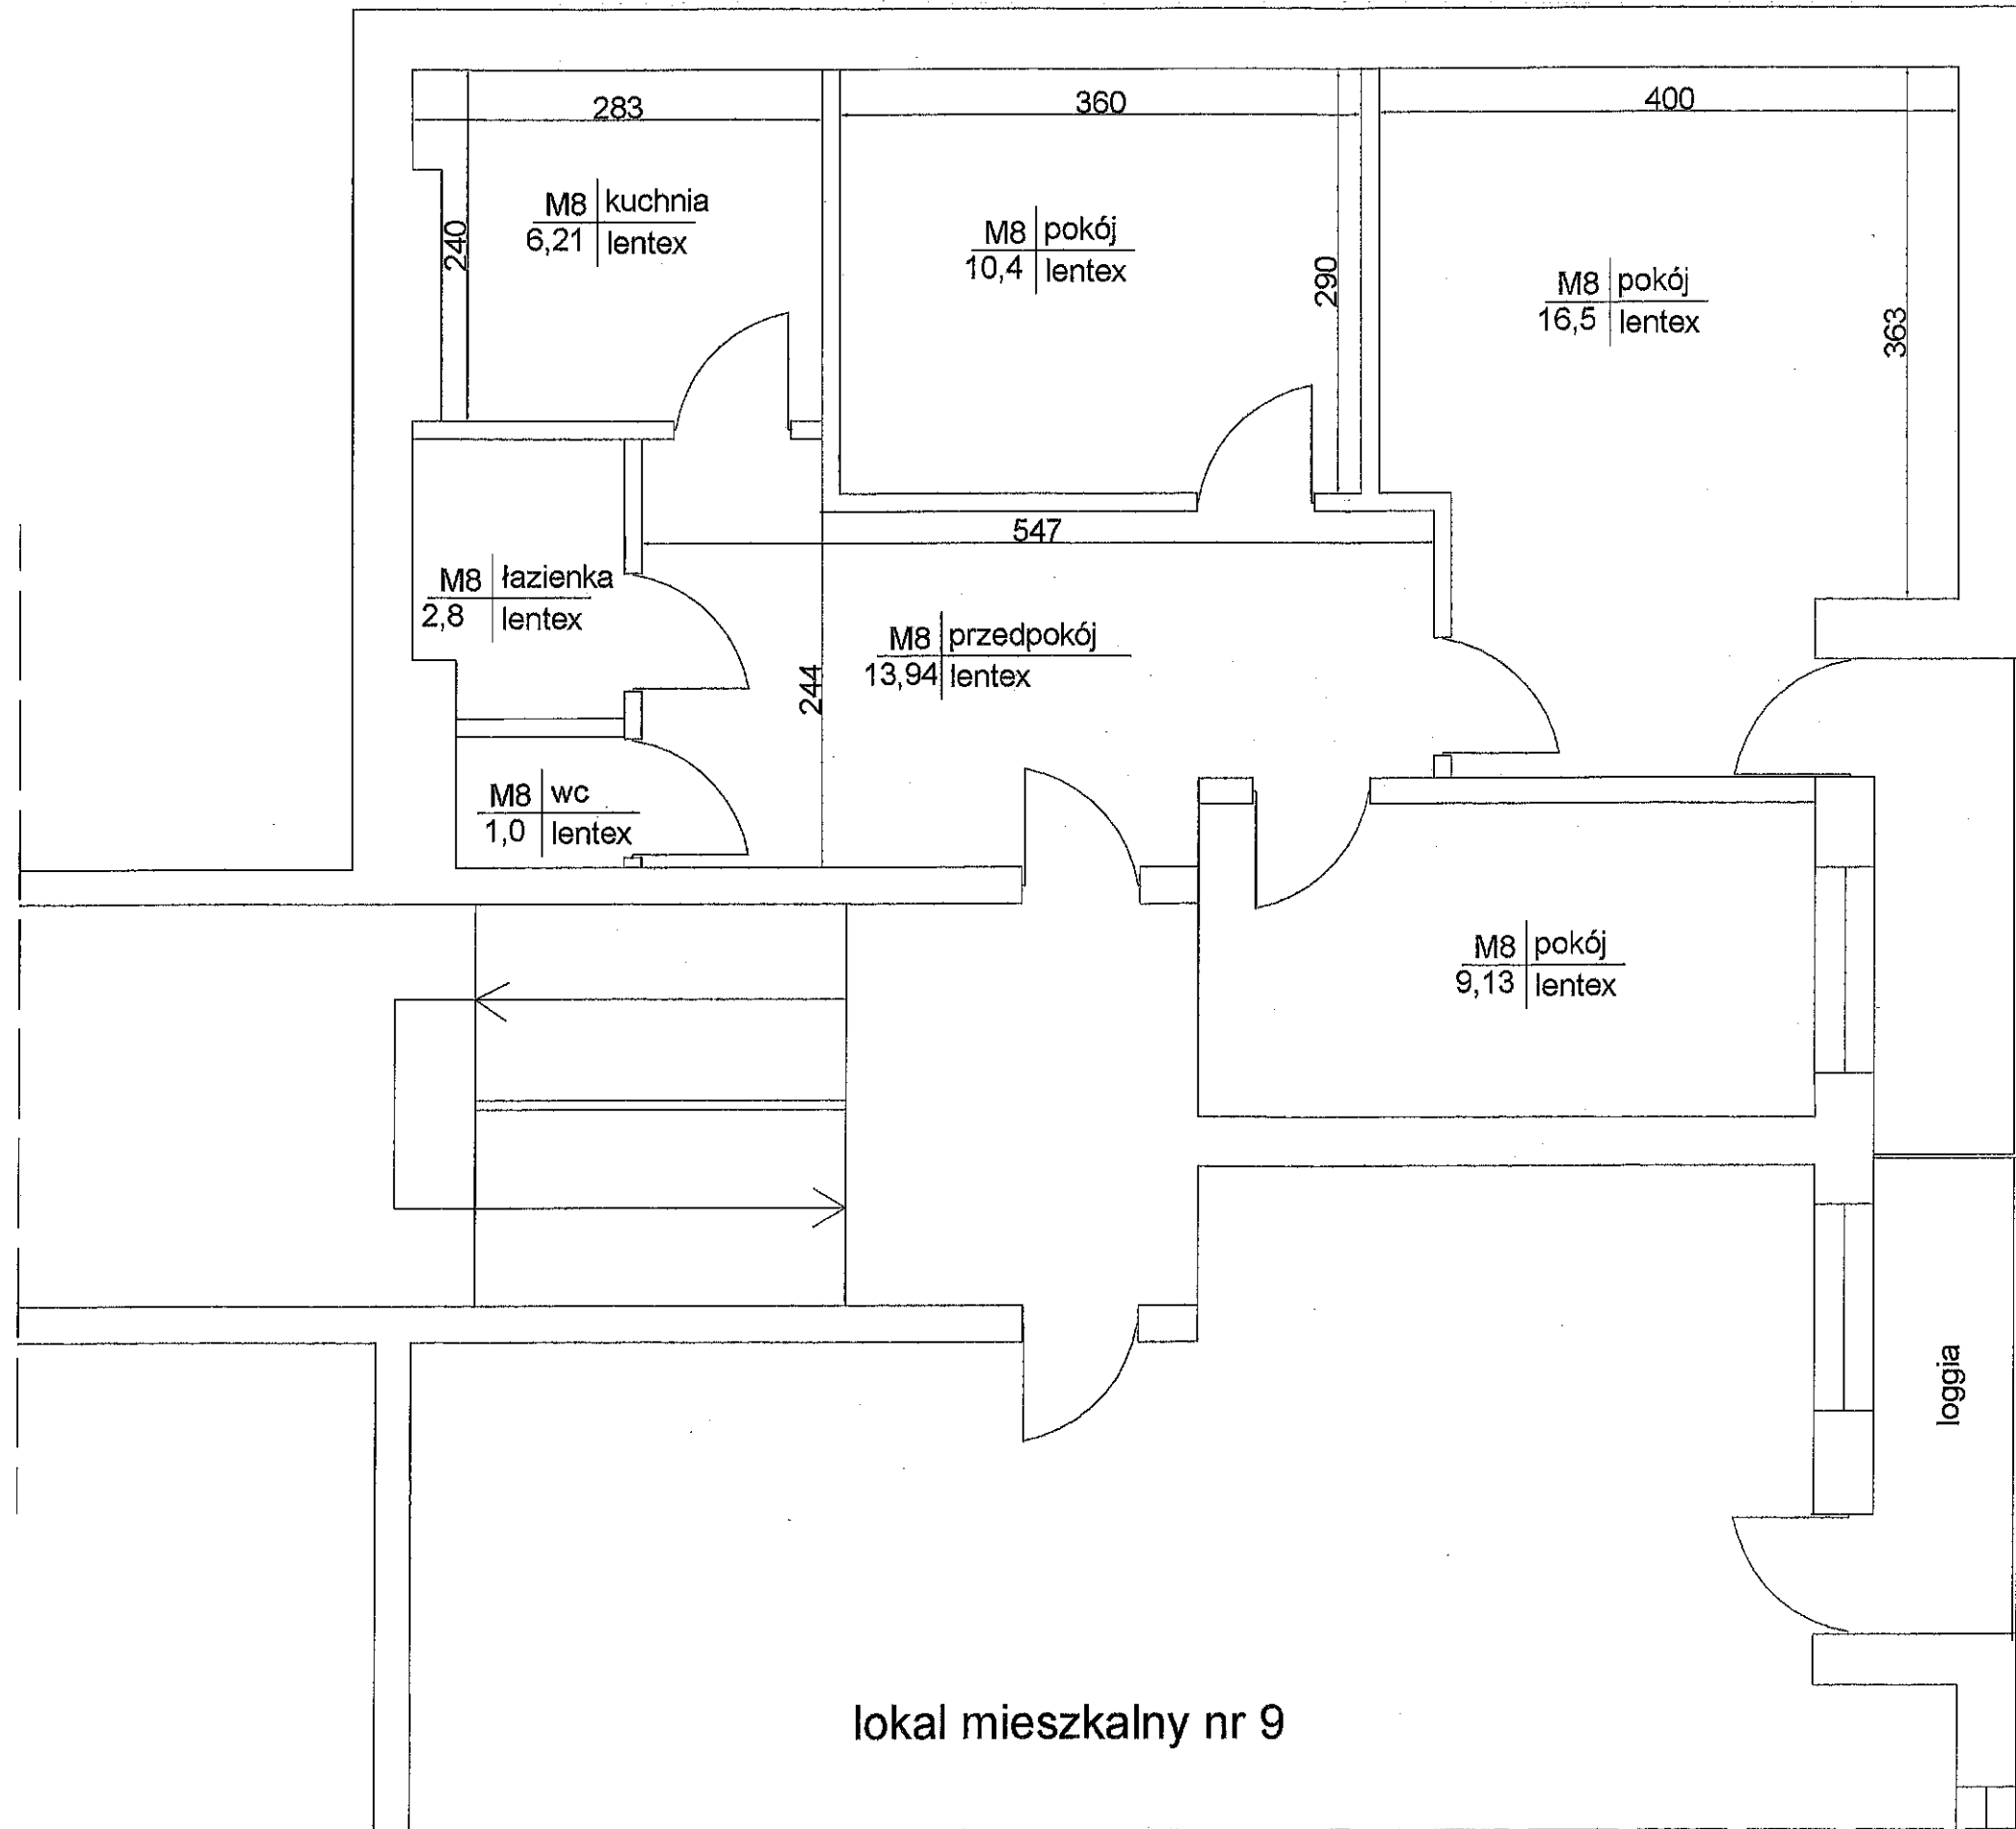 283
360
400
M8 kuchnia
6,21 lentex
240
M8 pokój
10,4 lentex
290
M8 pokój
16,5 lentex
363
547
M8 łazienka
2,8 lentex
M8 przedpokój
13,94 lentex
244
M8 wc
1,0 lentex
M8 pokój
9,13 lentex
loggia
lokal mieszkalny nr 9